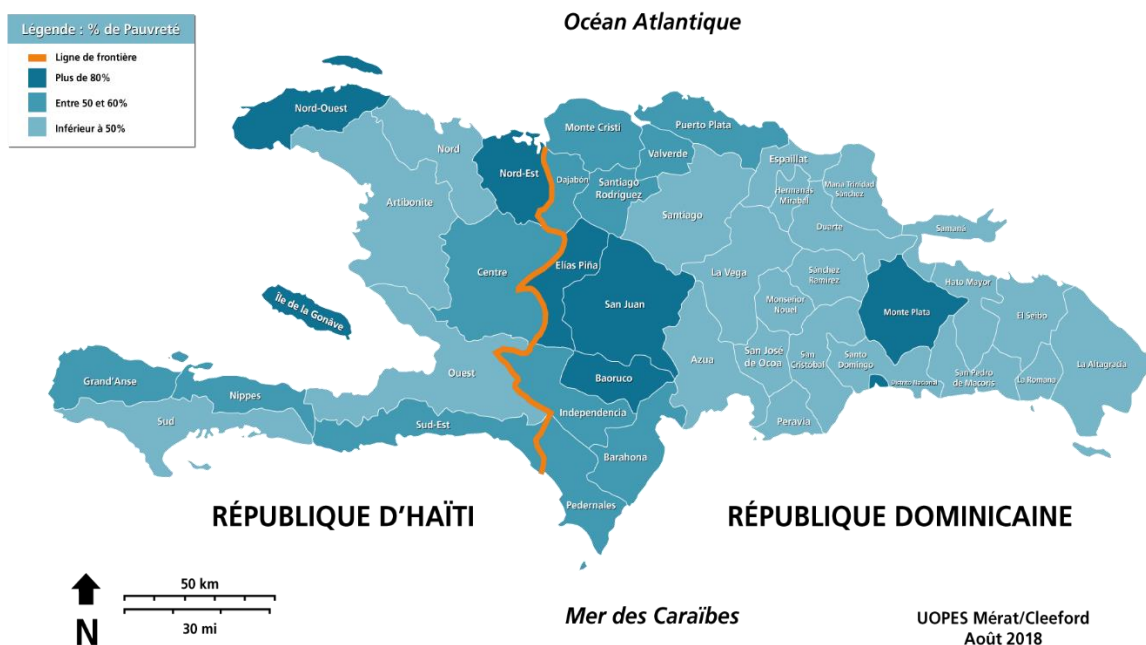 Légende : % de Pauvreté
Ligne de frontière
Plus de 80%
Entre 50 et 60%
Inférieur à 50%
Océan Atlantique
Nord-Ouest
Nord
Nord-Est
Artibonite
Centre
Île de la Gonâve
Ouest
Grand'Anse
Nippes
Sud
Sud-Est
Monte Cristi
Puerto Plata
Valverde
Dajabón
Santiago
Rodriguez
Espaillat
Hermanas
Mirabal
Maria Trinidad
Sánchez
Santiago
Duarte
Samaná
Elías Piña
San Juan
La Vega
Sánchez
Ramirez
Monseñor
Nouel
Monte Plata
Hato Mayor
El Seibo
La Altagracia
Baoruco
Azua
San José
de Ocoa
San
Cristóbal
Santo
Domingo
Distrito Nacional
San Pedro
de Macoris
La Romana
Independencia
Peravia
Barahona
Pedernales
RÉPUBLIQUE D'HAÏTI
RÉPUBLIQUE DOMINICAINE
50 km
30 mi
N
Mer des Caraïbes
UOPES Mérat/Cleeford
Août 2018